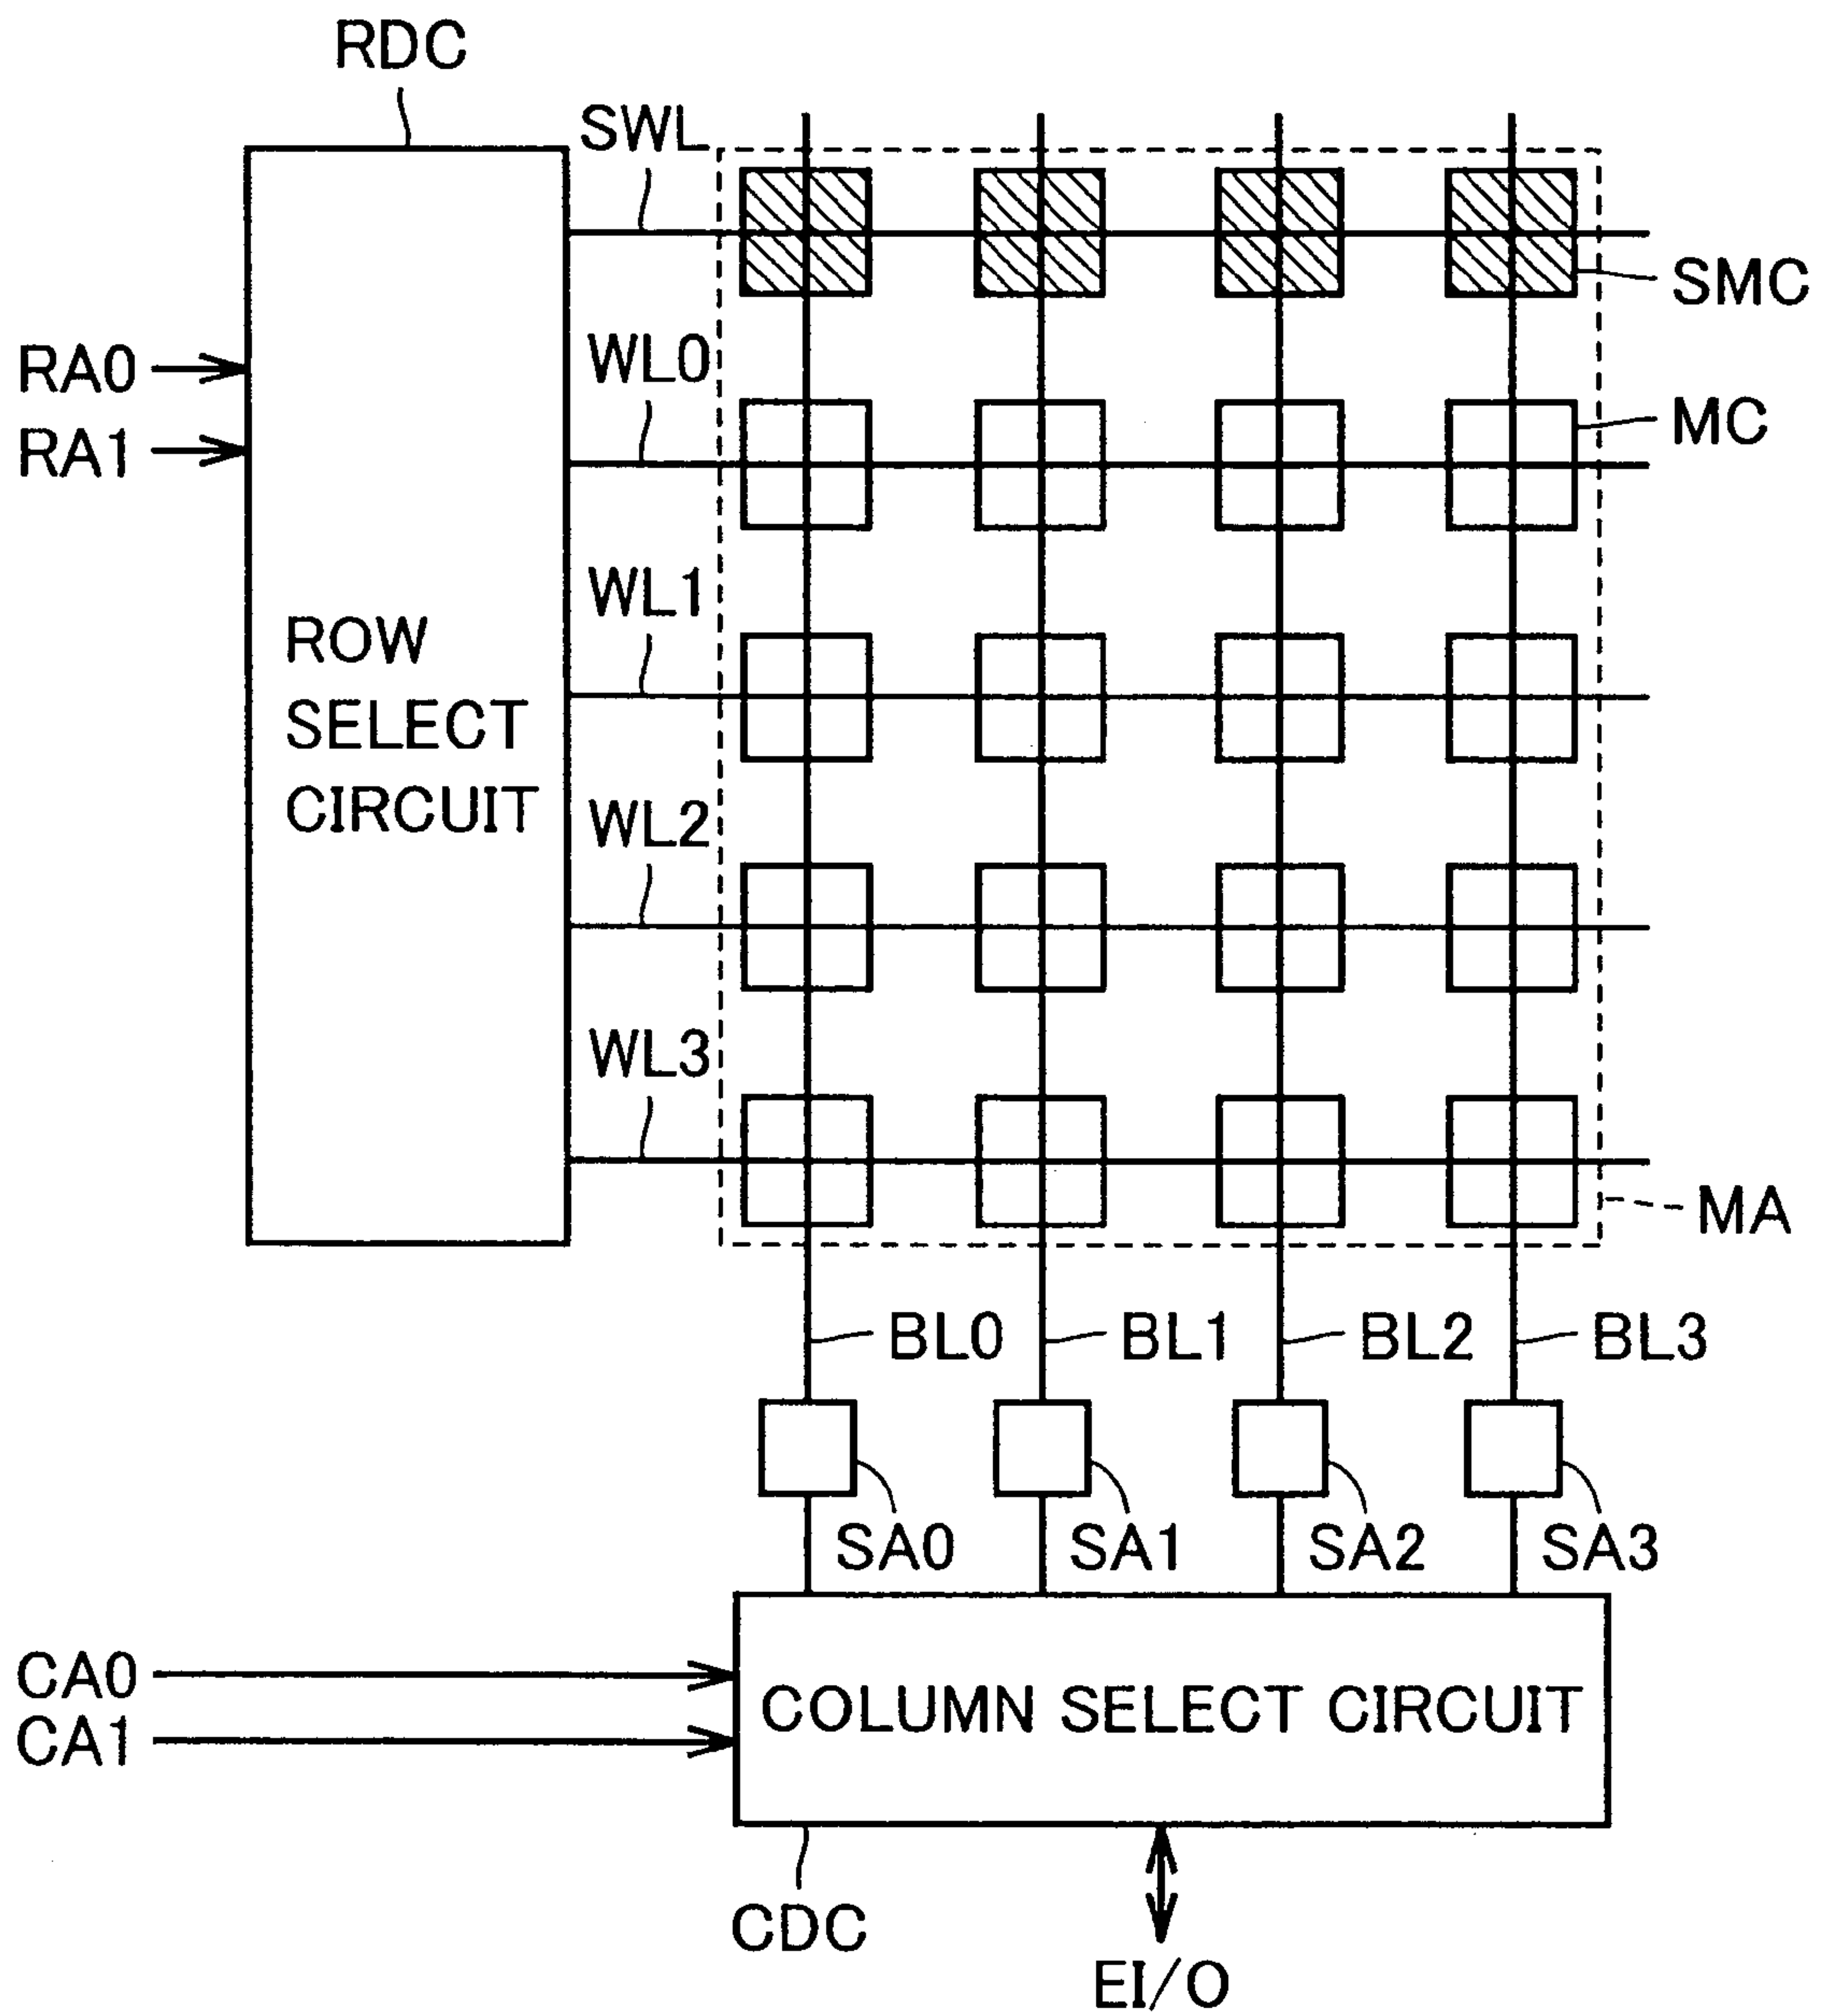 RDC
SWL
SMC
RA0
WL0
MC
RA1
WL1
ROW
SELECT
CIRCUIT
WL2
WL3
MA
BL0
BL1
BL2
BL3
SA0
SA1
SA2
SA3
CA0
CA1
COLUMN SELECT CIRCUIT
CDC
EI/O